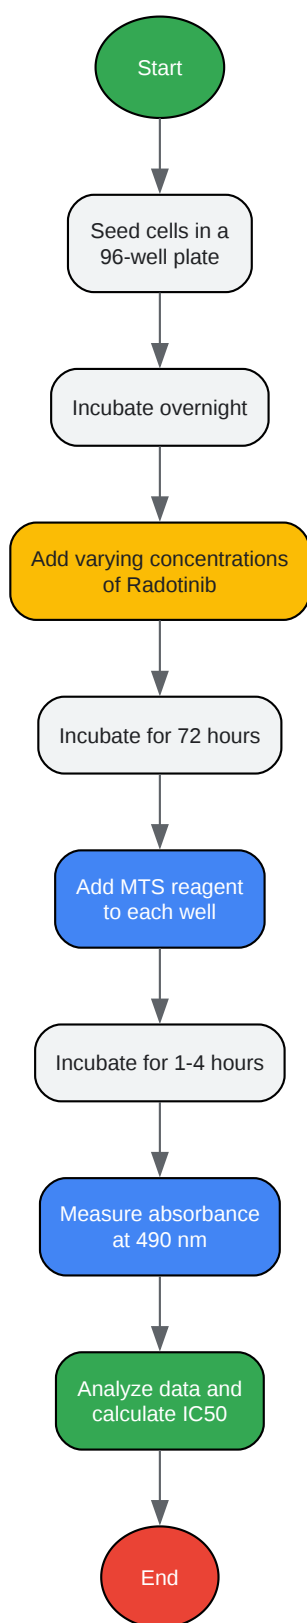 Start
Seed cells in a
96-well plate
Incubate overnight
Add varying concentrations
of Radotinib
Incubate for 72 hours
Add MTS reagent
to each well
Incubate for 1-4 hours
Measure absorbance
at 490 nm
Analyze data and
calculate IC50
End